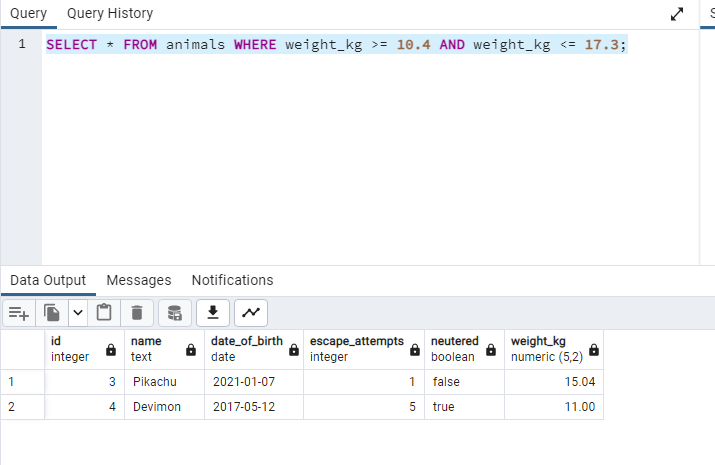 Query Query History
1 SELECT * FROM animals WHERE weight_kg >= 10.4 AND weight_kg <= 17.3;
Data Output Messages Notifications
id name date_of_birth escape_attempts neutered weight_kg
integer text date integer boolean numeric (5,2)
1 3 Pikachu 2021-01-07 1 false 15.04
2 4 Devimon 2017-05-12 5 true 11.00